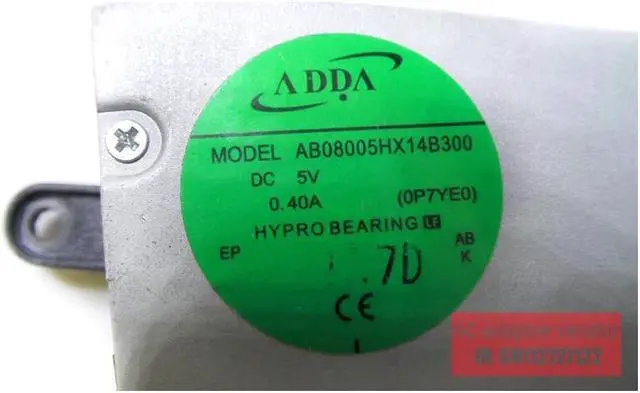 ADDA
MODEL AB08005HX14B300
DC 5V
0.40A (0P7YE0)
HYPRO BEARING LF
EP AB
K
.7D
CE